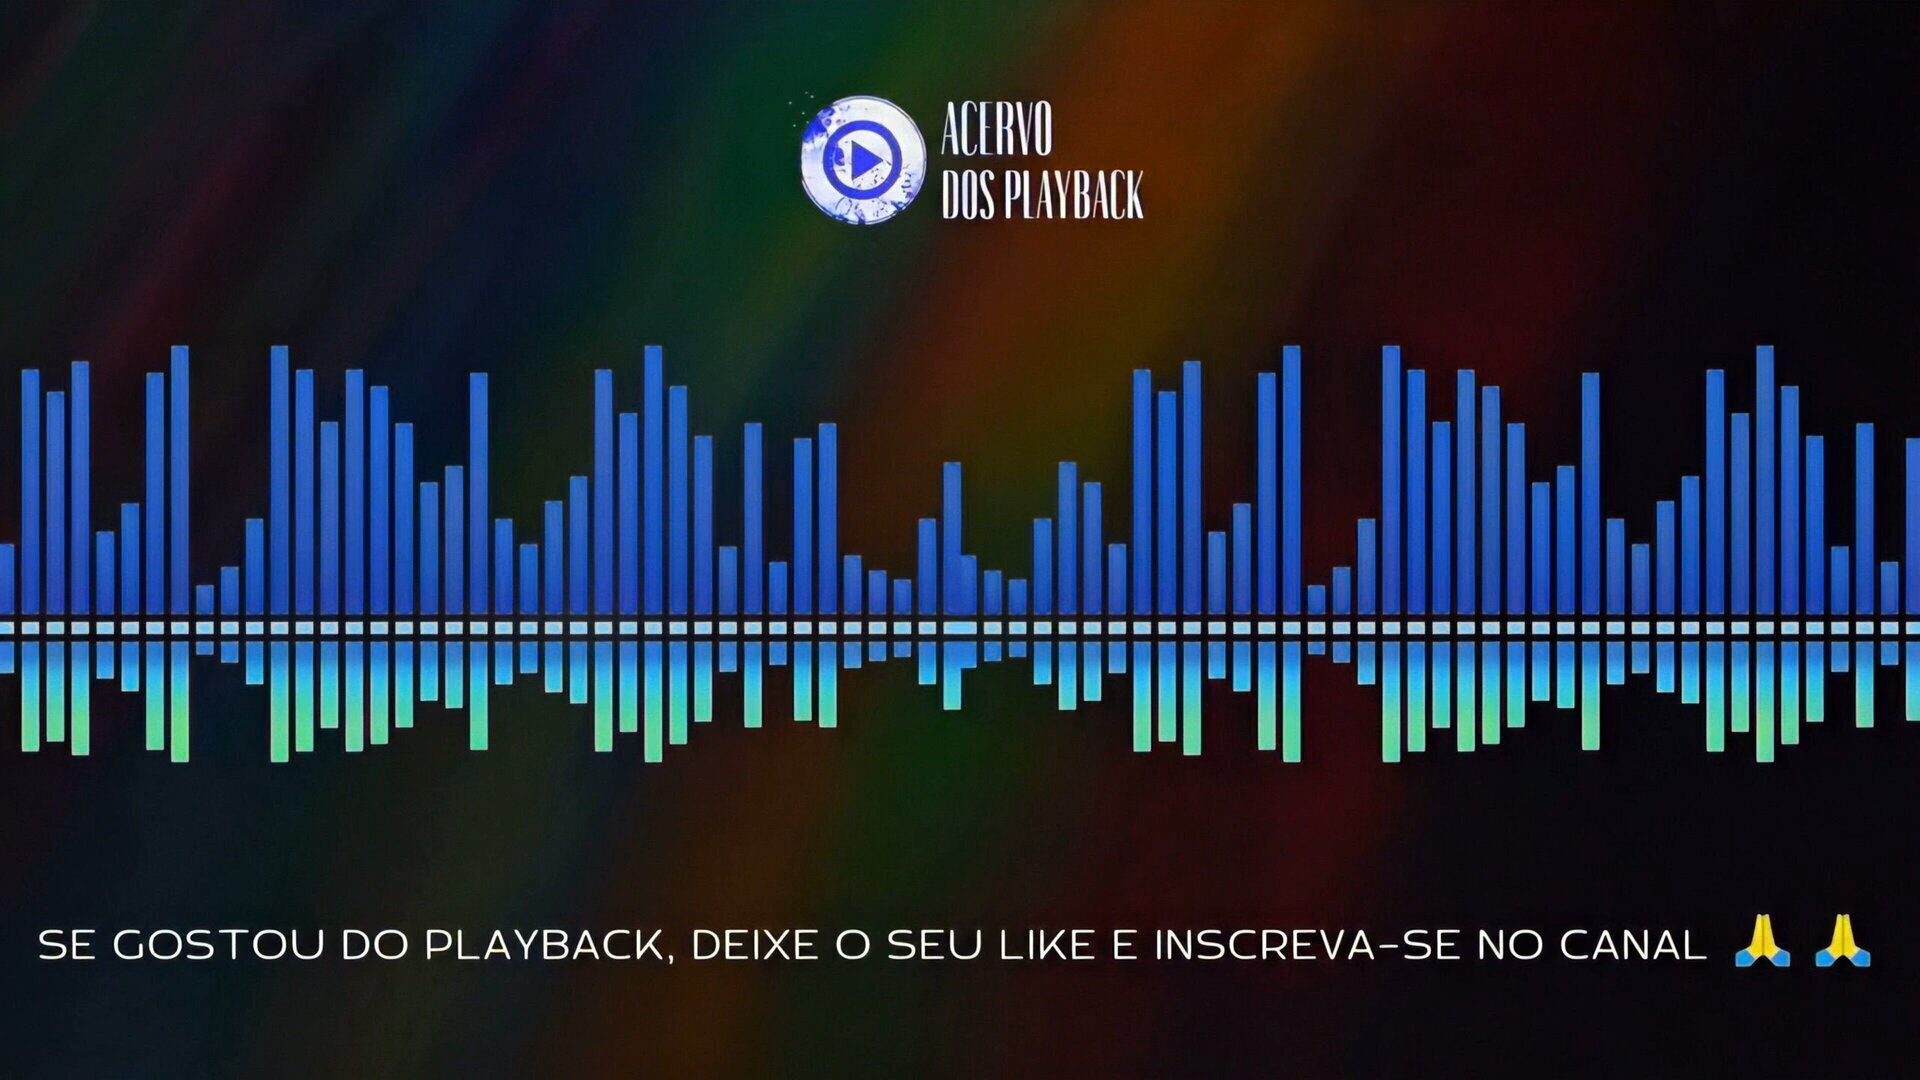 ACERVO
DOS PLAYBACK
SE GOSTOU DO PLAYBACK, DEIXE O SEU LIKE E INSCREVA-SE NO CANAL 🙏 🙏